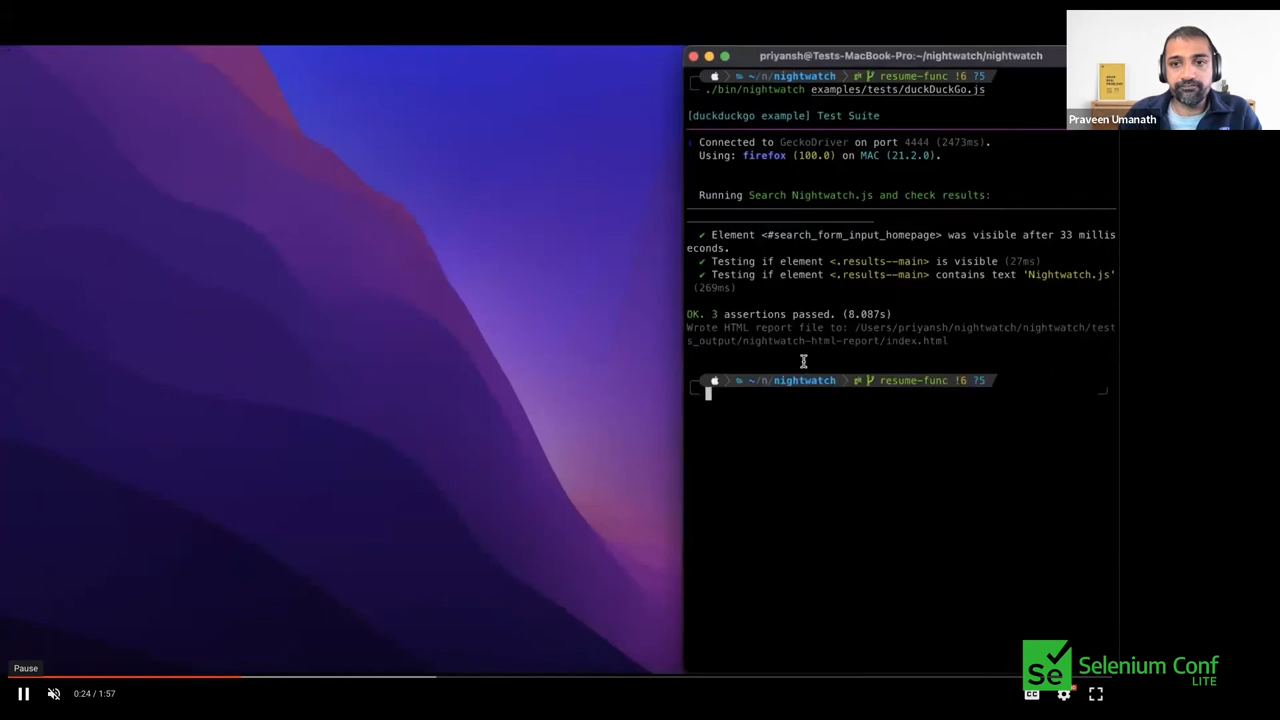 priyansh@Tests-MacBook-Pro:~/nightwatch/nightwatch
~/n/nightwatch resume-func !6 ?5
./bin/nightwatch examples/tests/duckDuckGo.js
[duckduckgo example] Test Suite
Connected to GeckoDriver on port 4444 (2473ms).
Using: firefox (100.0) on MAC (21.2.0).
Running Search Nightwatch.js and check results:
✔ Element <#search_form_input_homepage> was visible after 33 millis
econds.
✔ Testing if element <.results--main> is visible (27ms)
✔ Testing if element <.results--main> contains text 'Nightwatch.js'
(269ms)
OK. 3 assertions passed. (8.087s)
Wrote HTML report file to: /Users/priyansh/nightwatch/nightwatch/test
s_output/nightwatch-html-report/index.html
~/n/nightwatch resume-func !6 ?5
Praveen Umanath
Pause
0:24 / 1:57
CC
Se
Selenium Conf
LITE